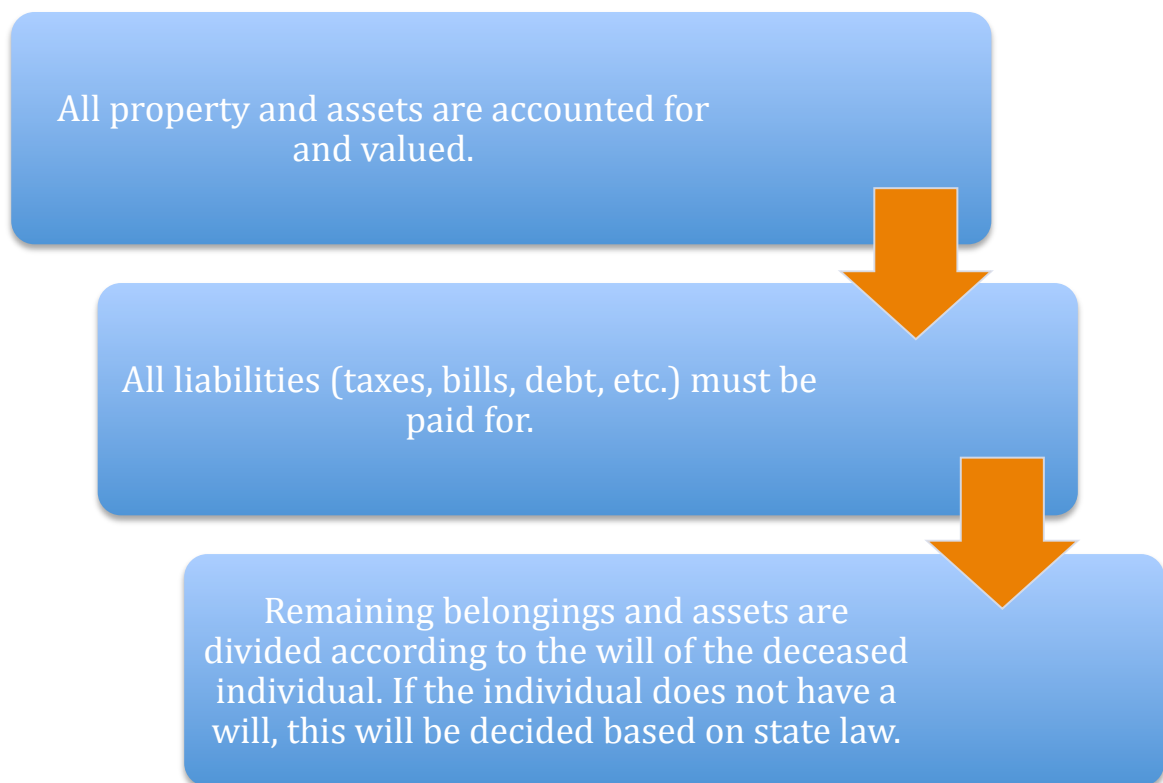 All property and assets are accounted for
and valued.
All liabilities (taxes, bills, debt, etc.) must be
paid for.
Remaining belongings and assets are
divided according to the will of the deceased
individual. If the individual does not have a
will, this will be decided based on state law.